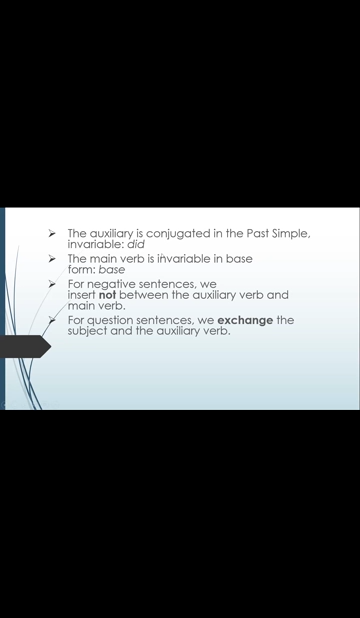 The auxiliary is conjugated in the Past Simple,
invariable: did
The main verb is invariable in base
form: base
For negative sentences, we
insert not between the auxiliary verb and
main verb.
For question sentences, we exchange the
subject and the auxiliary verb.